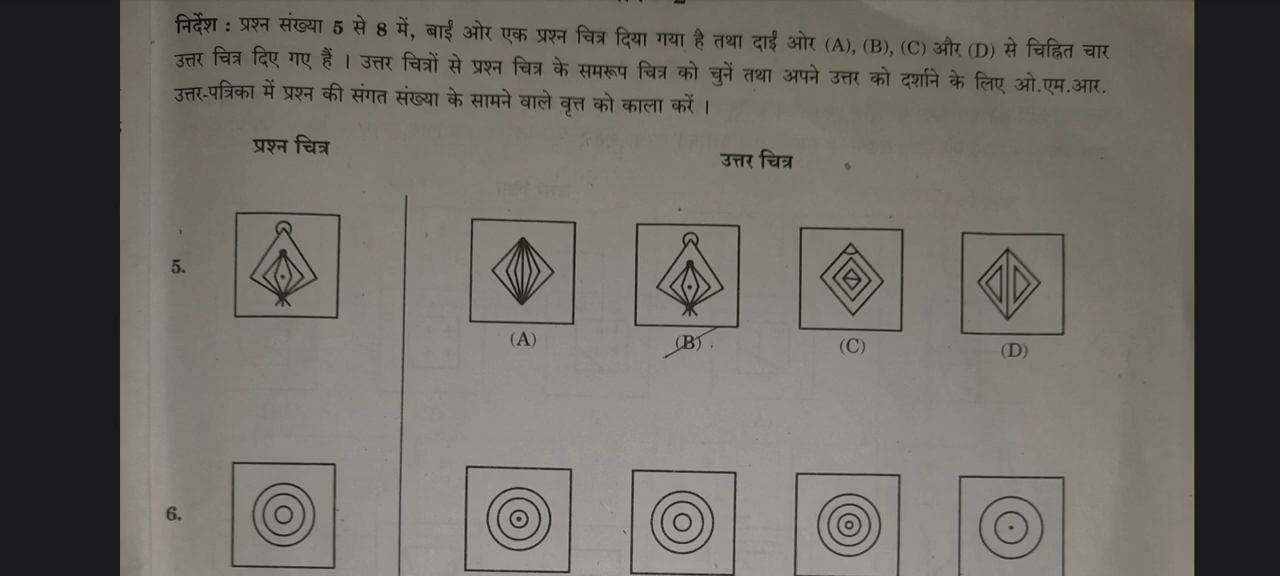 निर्देश : प्रश्न संख्या 5 से 8 में, बाईं ओर एक प्रश्न चित्र दिया गया है तथा दाईं ओर (A), (B), (C) और (D) से चिह्नित चार
उत्तर चित्र दिए गए हैं । उत्तर चित्रों से प्रश्न चित्र के समरूप चित्र को चुनें तथा अपने उत्तर को दर्शाने के लिए ओ.एम.आर.
उत्तर-पत्रिका में प्रश्न की संगत संख्या के सामने वाले वृत्त को काला करें ।
प्रश्न चित्र
उत्तर चित्र
5.
(A) (B) (C) (D)
6.